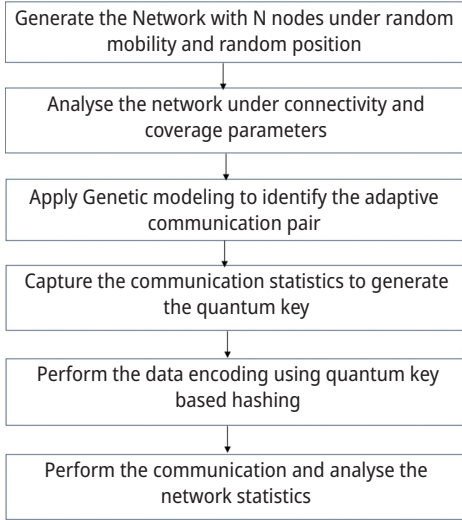 Generate the Network with N nodes under random
mobility and random position
Analyse the network under connectivity and
coverage parameters
Apply Genetic modeling to identify the adaptive
communication pair
Capture the communication statistics to generate
the quantum key
Perform the data encoding using quantum key
based hashing
Perform the communication and analyse the
network statistics